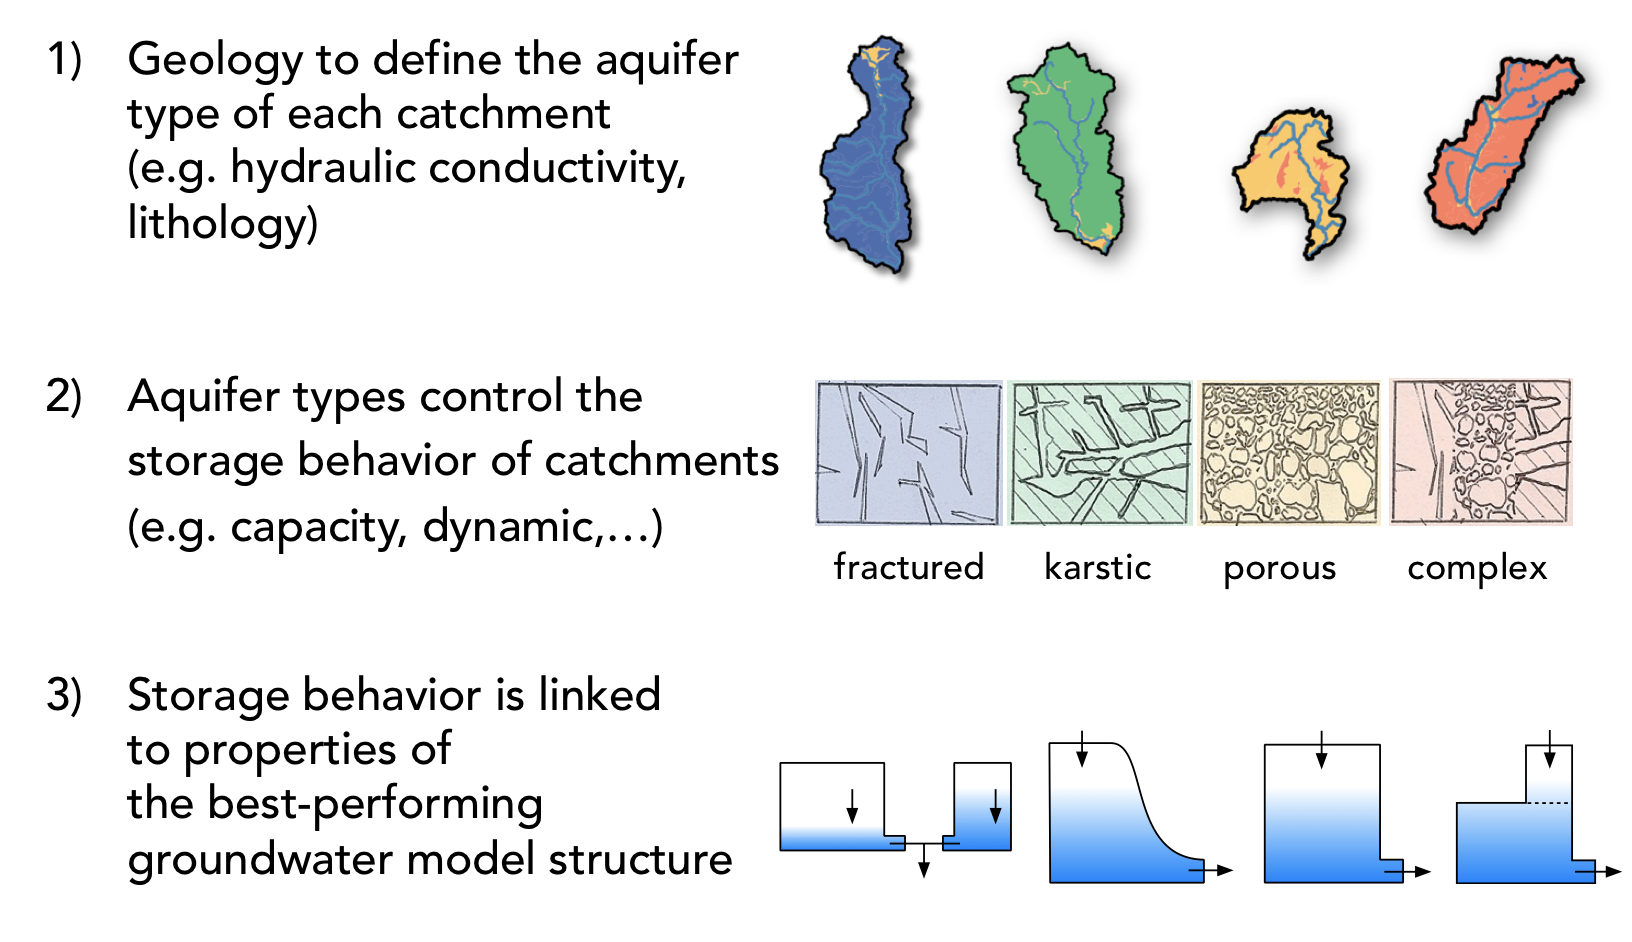 1) Geology to define the aquifer
type of each catchment
(e.g. hydraulic conductivity,
lithology)
2) Aquifer types control the
storage behavior of catchments
(e.g. capacity, dynamic,...)
fractured karstic porous complex
3) Storage behavior is linked
to properties of
the best-performing
groundwater model structure